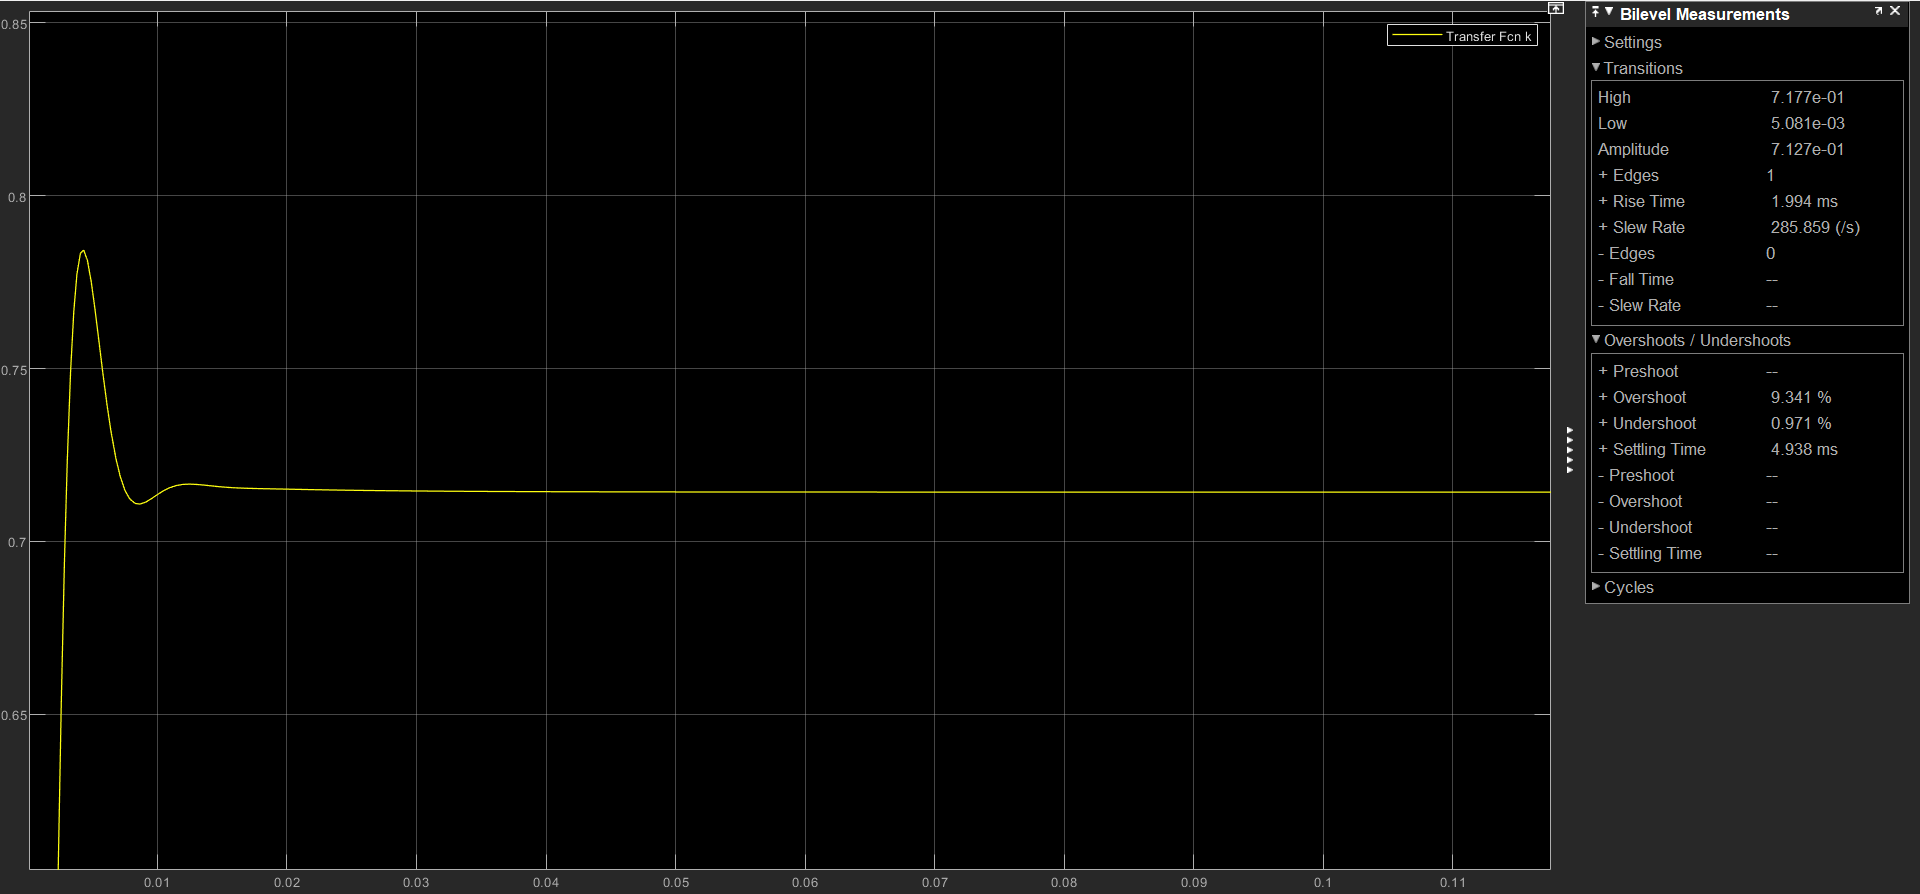 0.85
0.8
0.75
0.7
0.65
0.01 0.02 0.03 0.04 0.05 0.06 0.07 0.08 0.09 0.1 0.11
Transfer Fcn k
Bilevel Measurements
Settings
Transitions
High 7.177e-01
Low 5.081e-03
Amplitude 7.127e-01
+ Edges 1
+ Rise Time 1.994 ms
+ Slew Rate 285.859 (/s)
- Edges 0
- Fall Time --
- Slew Rate --
Overshoots / Undershoots
+ Preshoot --
+ Overshoot 9.341 %
+ Undershoot 0.971 %
+ Settling Time 4.938 ms
- Preshoot --
- Overshoot --
- Undershoot --
- Settling Time --
Cycles